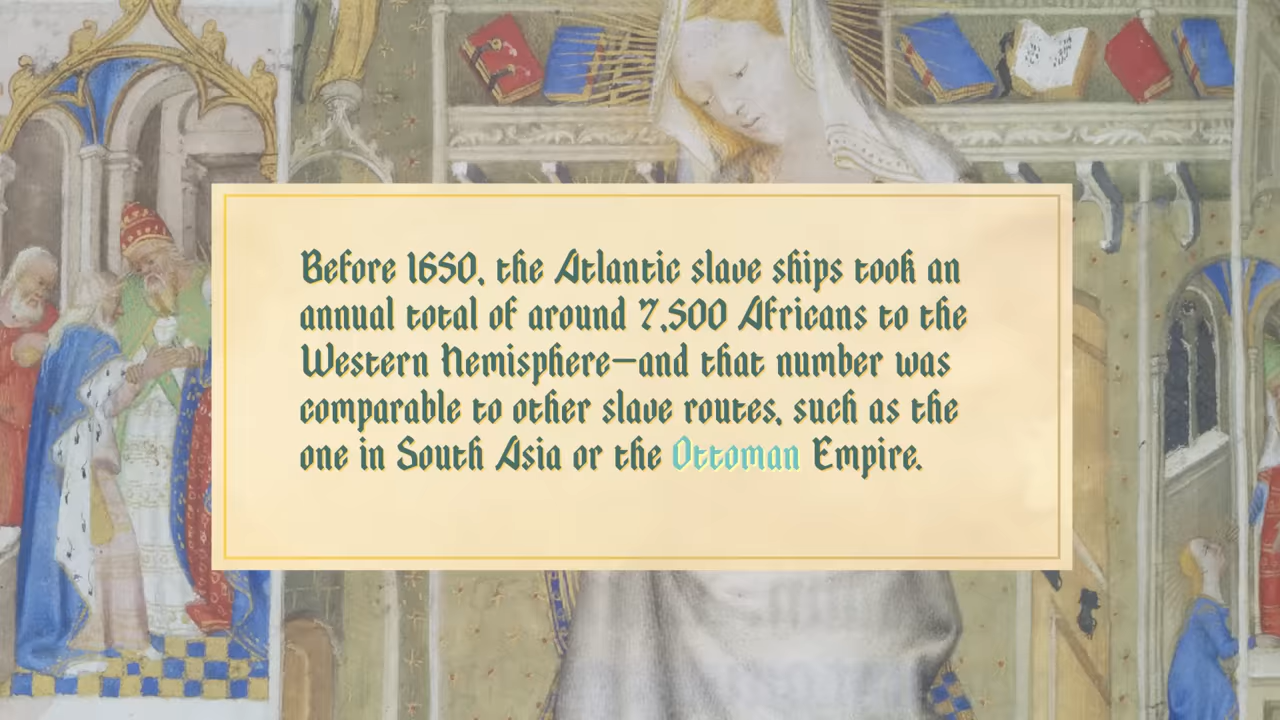 Before 1650, the Atlantic slave ships took an
annual total of around 7,500 Africans to the
Western Hemisphere—and that number was
comparable to other slave routes, such as the
one in South Asia or the Ottoman Empire.